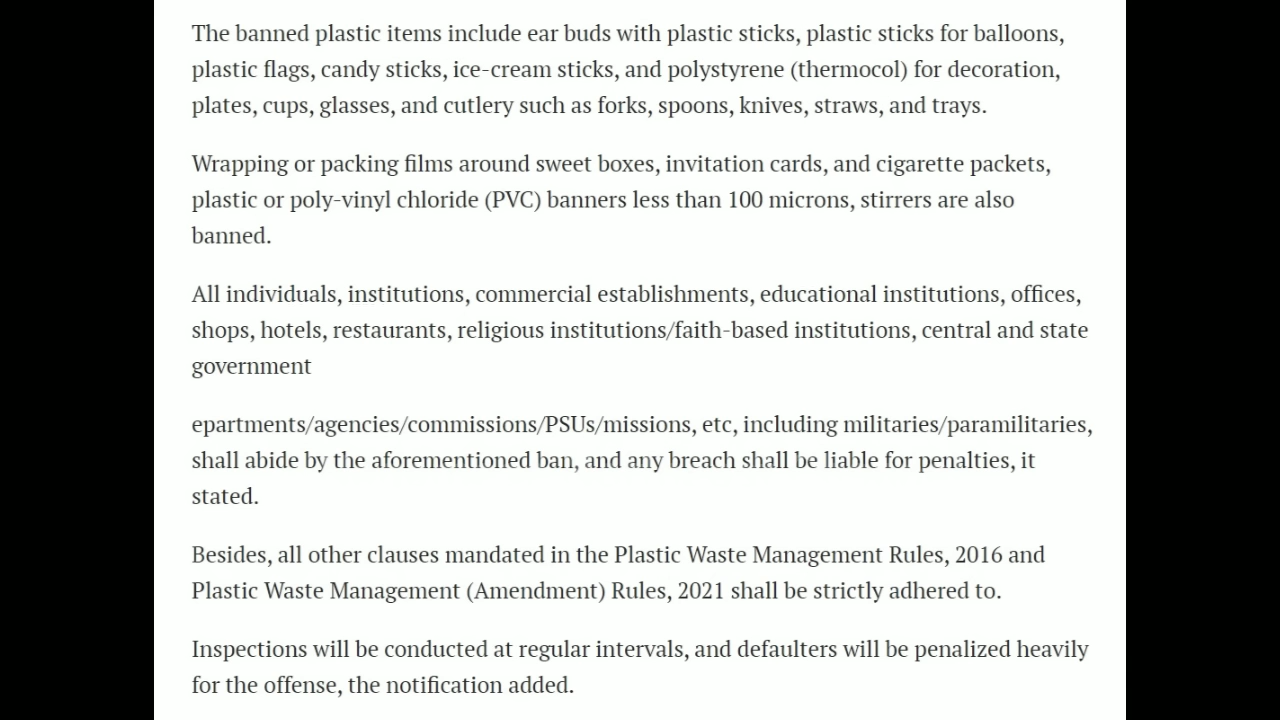 The banned plastic items include ear buds with plastic sticks, plastic sticks for balloons,
plastic flags, candy sticks, ice-cream sticks, and polystyrene (thermocol) for decoration,
plates, cups, glasses, and cutlery such as forks, spoons, knives, straws, and trays.
Wrapping or packing films around sweet boxes, invitation cards, and cigarette packets,
plastic or poly-vinyl chloride (PVC) banners less than 100 microns, stirrers are also
banned.
All individuals, institutions, commercial establishments, educational institutions, offices,
shops, hotels, restaurants, religious institutions/faith-based institutions, central and state
government
epartments/agencies/commissions/PSUs/missions, etc, including militaries/paramilitaries,
shall abide by the aforementioned ban, and any breach shall be liable for penalties, it
stated.
Besides, all other clauses mandated in the Plastic Waste Management Rules, 2016 and
Plastic Waste Management (Amendment) Rules, 2021 shall be strictly adhered to.
Inspections will be conducted at regular intervals, and defaulters will be penalized heavily
for the offense, the notification added.